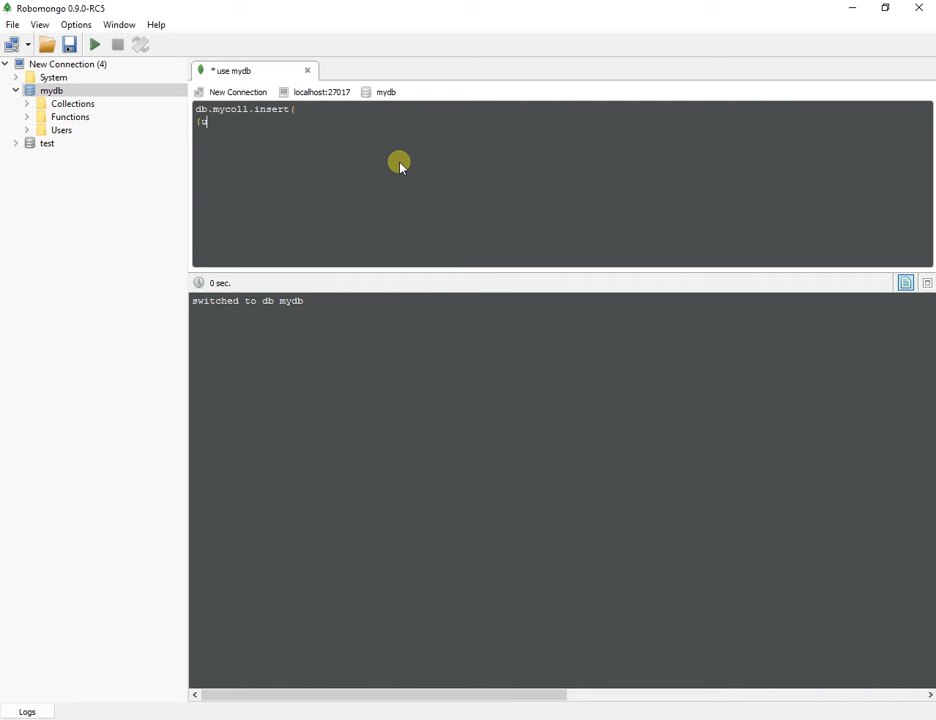 Robomongo 0.9.0-RC5
File View Options Window Help
New Connection (4)
System
mydb
Collections
Functions
Users
test
* use mydb
New Connection localhost:27017 mydb
db.mycoll.insert(
{u
0 sec.
switched to db mydb
Logs